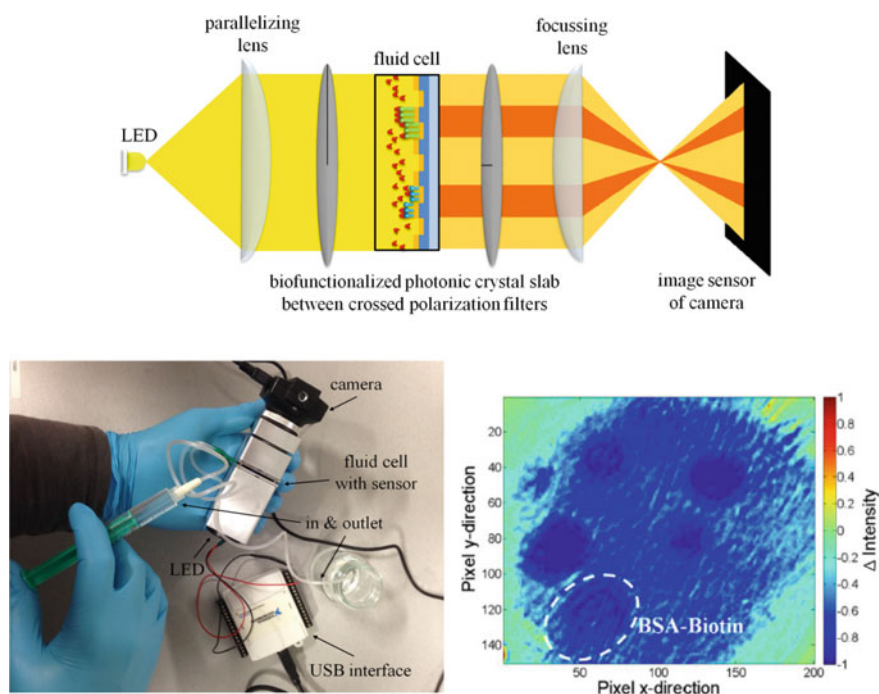 parallelizing
lens
LED
fluid cell
focussing
lens
biofunctionalized photonic crystal slab
between crossed polarization filters
image sensor
of camera
camera
fluid cell
with sensor
in & outlet
LED
USB interface
20
40
60
80
100
120
140
Pixel y-direction
BSA-Biotin
50
100
150
200
Pixel x-direction
1
0.8
0.6
0.4
0.2
0
-0.2
-0.4
-0.6
-0.8
-1
Δ Intensity